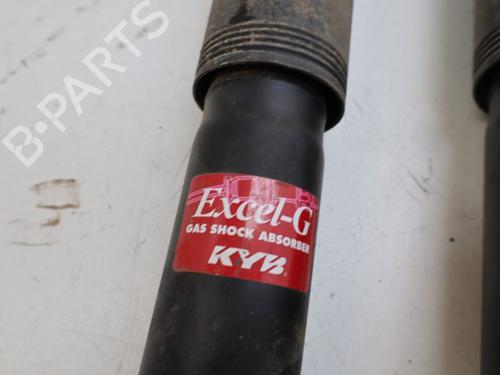 B-PARTS
Excel-G
GAS SHOCK ABSORBER
KYB